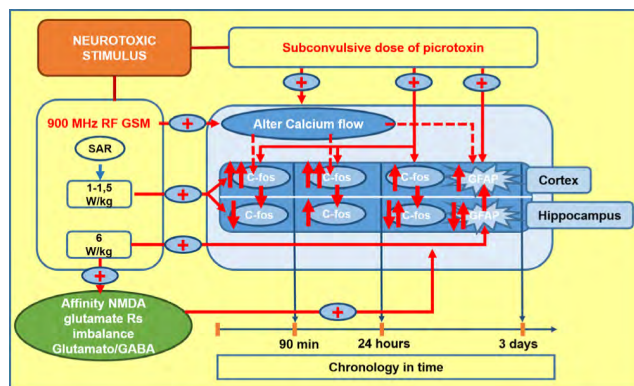 NEUROTOXIC
STIMULUS
Subconvulsive dose of picrotoxin
+
+
+
900 MHz RF GSM
+
Alter Calcium flow
SAR
C-fos
C-fos
C-fos
GFAP
Cortex
1-1,5
W/kg
+
C-fos
C-fos
C-fos
GFAP
Hippocampus
6
W/kg
+
+
Affinity NMDA
glutamate Rs
imbalance
Glutamato/GABA
+
90 min
24 hours
3 days
Chronology in time